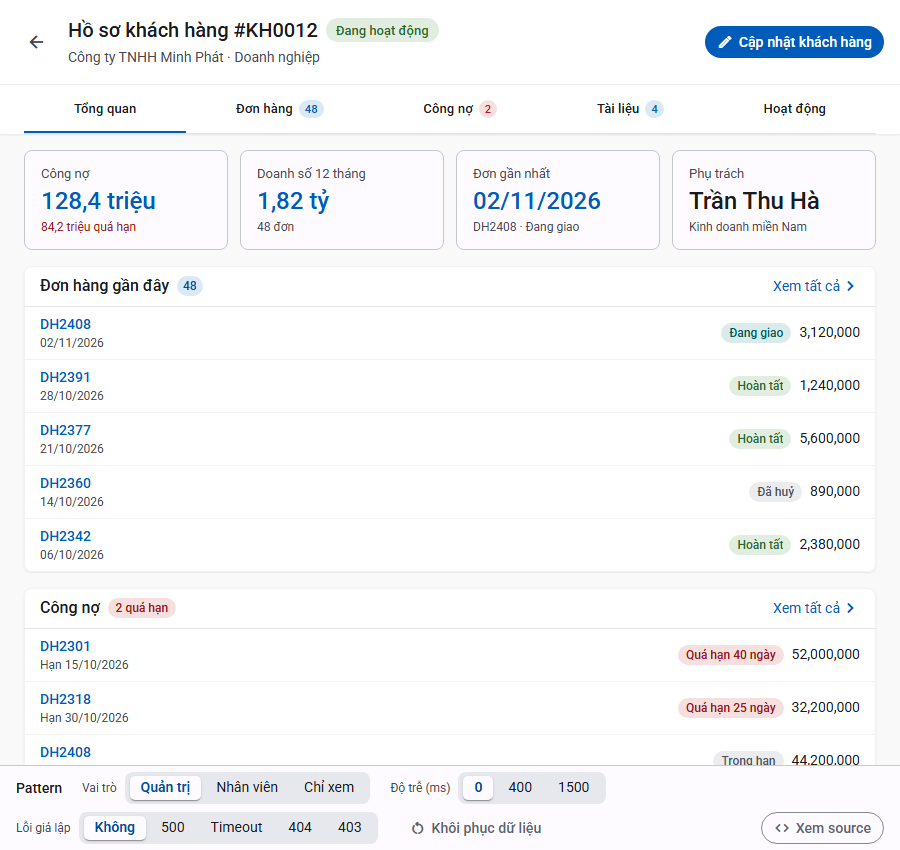 Hồ sơ khách hàng #KH0012 Đang hoạt động
Công ty TNHH Minh Phát · Doanh nghiệp
Cập nhật khách hàng
Tổng quan Đơn hàng 48 Công nợ 2 Tài liệu 4 Hoạt động
Công nợ
128,4 triệu
84,2 triệu quá hạn
Doanh số 12 tháng
1,82 tỷ
48 đơn
Đơn gần nhất
02/11/2026
DH2408 · Đang giao
Phụ trách
Trần Thu Hà
Kinh doanh miền Nam
Đơn hàng gần đây 48 Xem tất cả
DH2408
02/11/2026
Đang giao 3,120,000
DH2391
28/10/2026
Hoàn tất 1,240,000
DH2377
21/10/2026
Hoàn tất 5,600,000
DH2360
14/10/2026
Đã huỷ 890,000
DH2342
06/10/2026
Hoàn tất 2,380,000
Công nợ 2 quá hạn Xem tất cả
DH2301
Hạn 15/10/2026
Quá hạn 40 ngày 52,000,000
DH2318
Hạn 30/10/2026
Quá hạn 25 ngày 32,200,000
DH2408
Trong hạn 44,200,000
Pattern Vai trò Quản trị Nhân viên Chỉ xem Độ trễ (ms) 0 400 1500
Lỗi giả lập Không 500 Timeout 404 403 Khôi phục dữ liệu Xem source